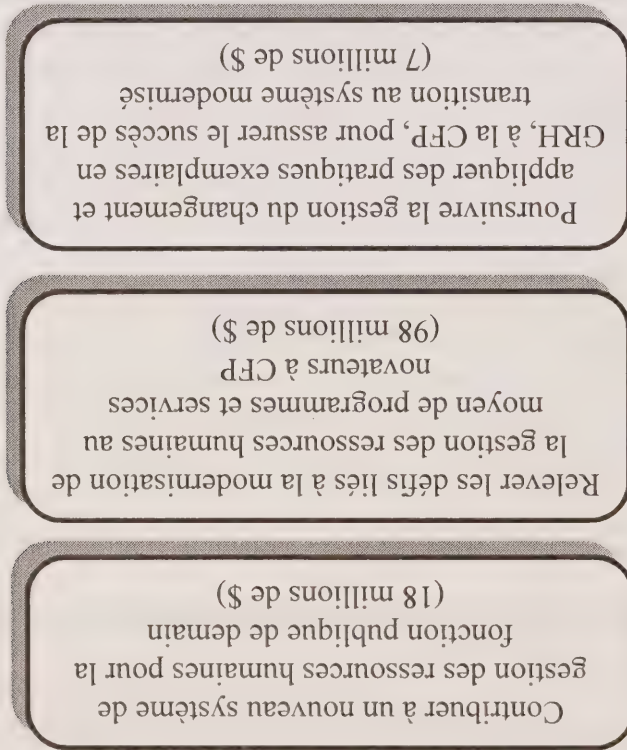 Contribuer à un nouveau système de
gestion des ressources humaines pour la
fonction publique de demain
(18 millions de $)
Relever les défis liés à la modernisation de
la gestion des ressources humaines au
moyen de programmes et services
novateurs à CFP
(98 millions de $)
Poursuivre la gestion du changement et
appliquer des pratiques exemplaires en
GRH, à la CFP, pour assurer le succès de la
transition au système modernisé
(7 millions de $)